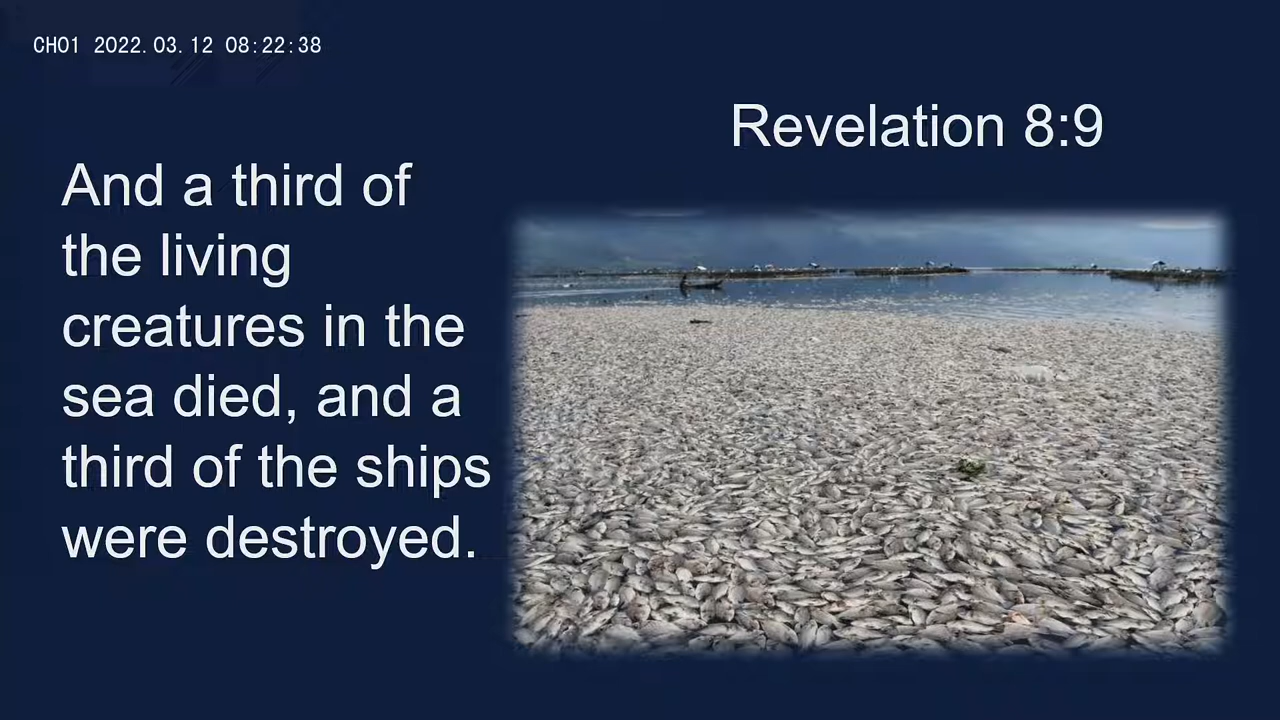 CH01 2022.03.12 08:22:38
Revelation 8:9
And a third of
the living
creatures in the
sea died, and a
third of the ships
were destroyed.